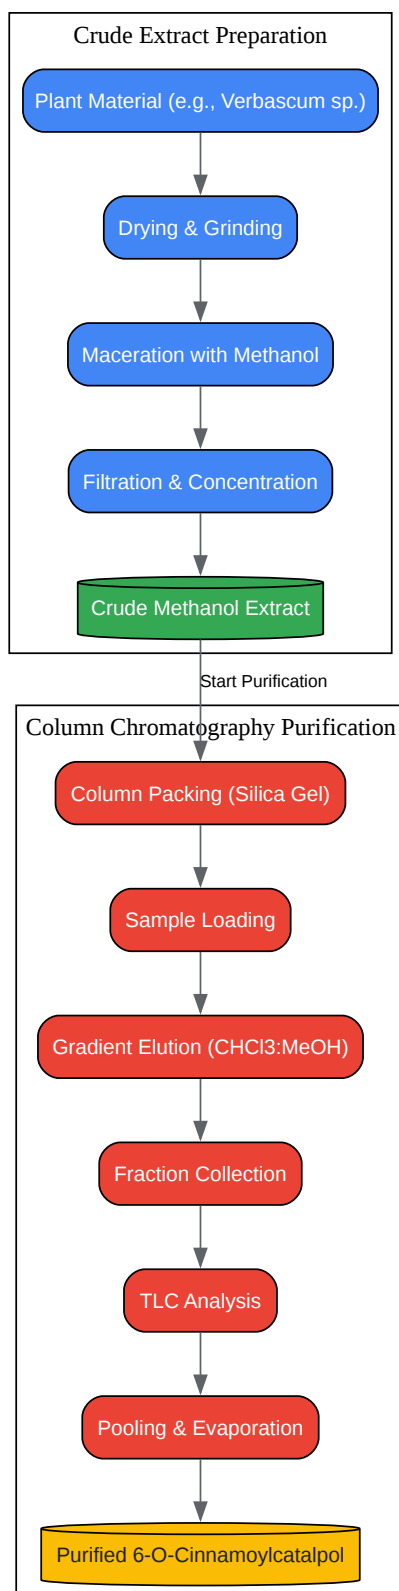 Crude Extract Preparation
Plant Material (e.g., Verbascum sp.)
Drying & Grinding
Maceration with Methanol
Filtration & Concentration
Crude Methanol Extract
Start Purification
Column Chromatography Purification
Column Packing (Silica Gel)
Sample Loading
Gradient Elution (CHCl3:MeOH)
Fraction Collection
TLC Analysis
Pooling & Evaporation
Purified 6-O-Cinnamoylcatalpol